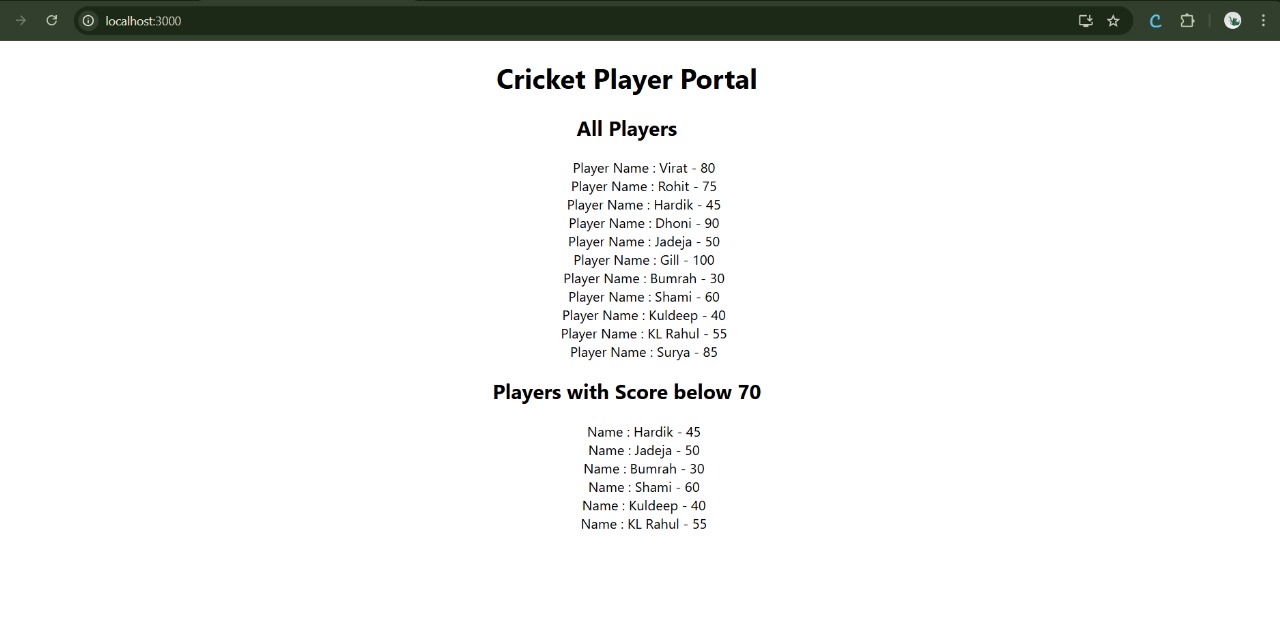 localhost:3000
C
Cricket Player Portal
All Players
Player Name : Virat - 80
Player Name : Rohit - 75
Player Name : Hardik - 45
Player Name : Dhoni - 90
Player Name : Jadeja - 50
Player Name : Gill - 100
Player Name : Bumrah - 30
Player Name : Shami - 60
Player Name : Kuldeep - 40
Player Name : KL Rahul - 55
Player Name : Surya - 85
Players with Score below 70
Name : Hardik - 45
Name : Jadeja - 50
Name : Bumrah - 30
Name : Shami - 60
Name : Kuldeep - 40
Name : KL Rahul - 55